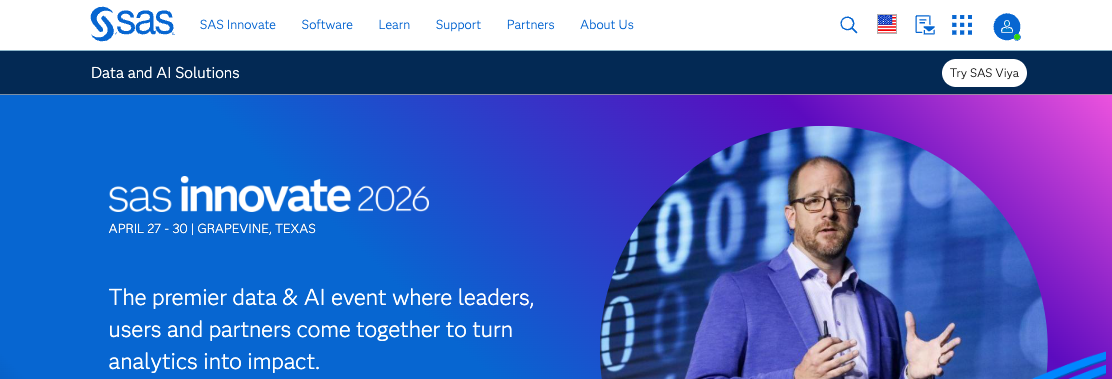 sas
SAS Innovate Software Learn Support Partners About Us
Data and AI Solutions
Try SAS Viya
sas innovate 2026
APRIL 27 - 30 | GRAPEVINE, TEXAS
The premier data & AI event where leaders,
users and partners come together to turn
analytics into impact.